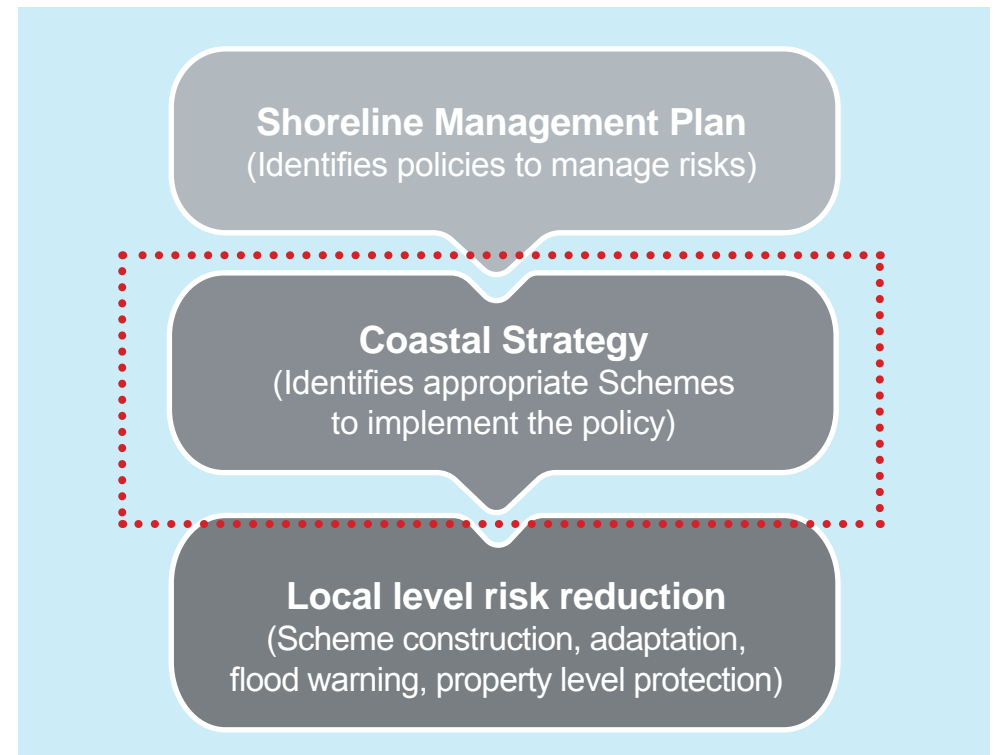 Shoreline Management Plan
(Identifies policies to manage risks)
Coastal Strategy
(Identifies appropriate Schemes
to implement the policy)
Local level risk reduction
(Scheme construction, adaptation,
flood warning, property level protection)